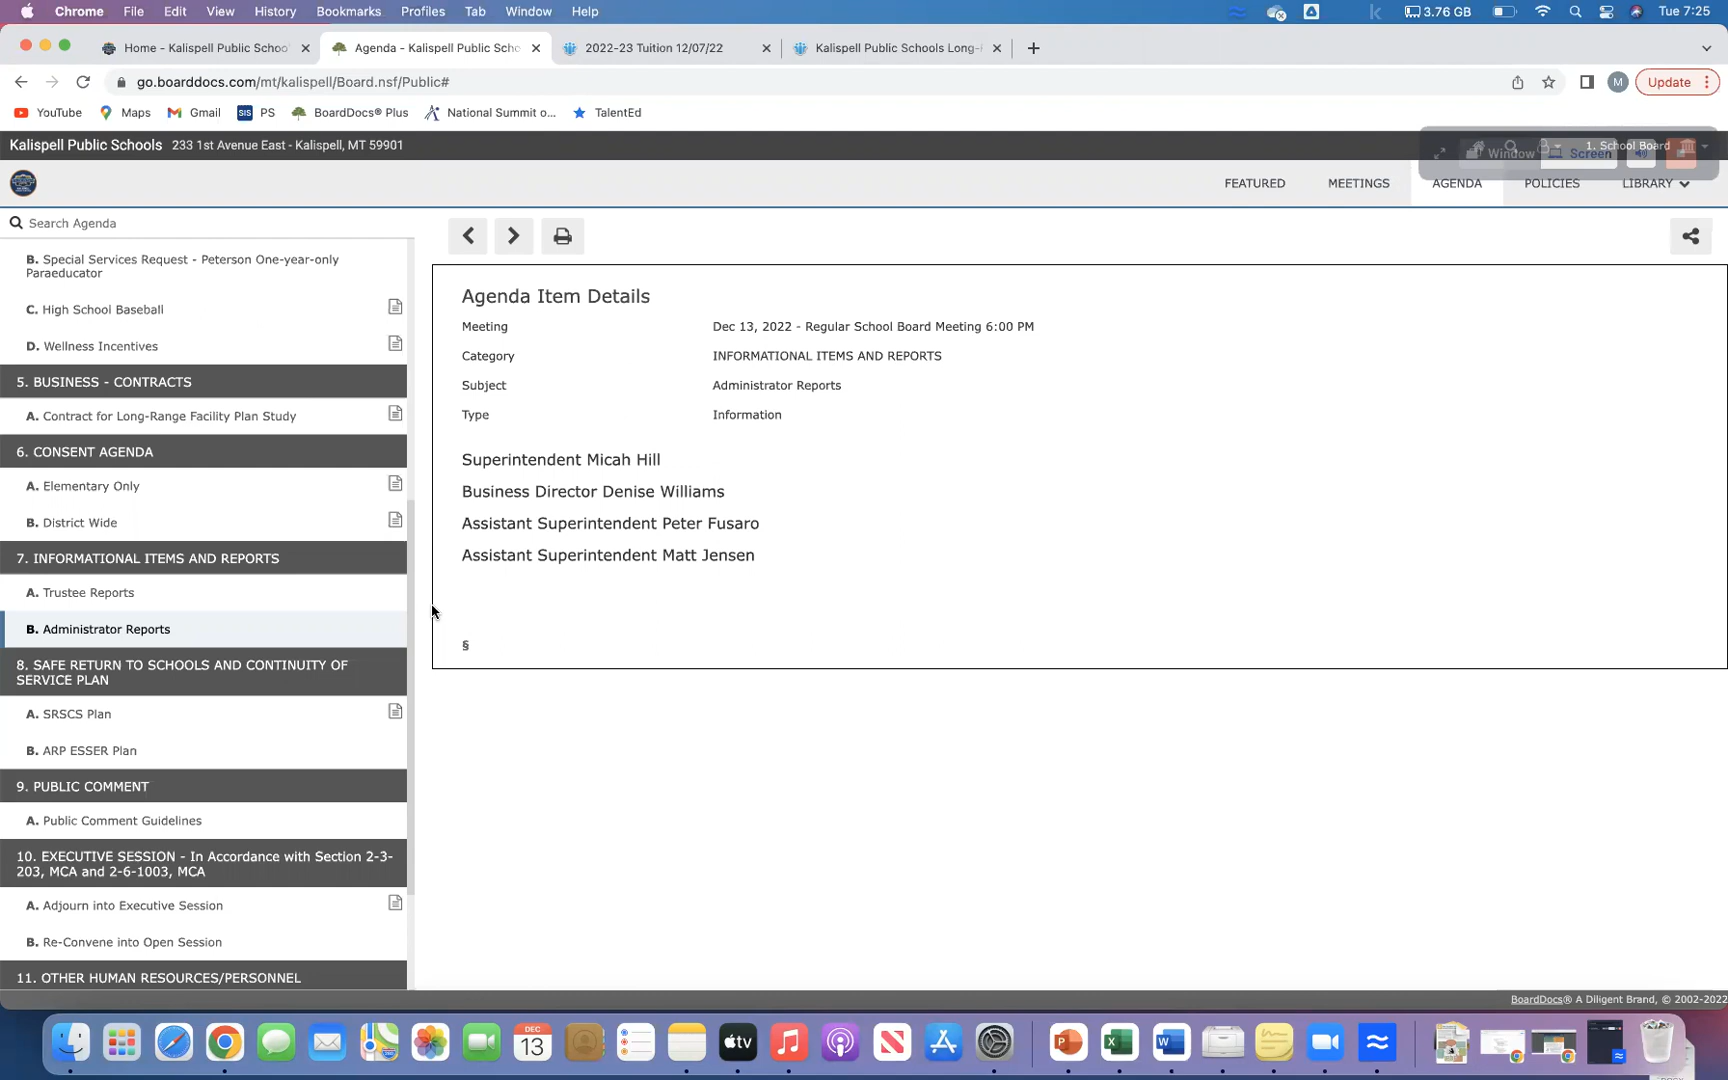 Chrome File Edit View History Bookmarks Profiles Tab Window Help 3.76 GB Tue 7:25
Home - Kalispell Public Schoo Agenda - Kalispell Public Scho 2022-23 Tuition 12/07/22 Kalispell Public Schools Long-
go.boarddocs.com/mt/kalispell/Board.nsf/Public# M Update
YouTube Maps Gmail SIS PS BoardDocs® Plus National Summit o... TalentEd
Kalispell Public Schools 233 1st Avenue East - Kalispell, MT 59901 Window Screen 1. School Board
FEATURED MEETINGS AGENDA POLICIES LIBRARY
Search Agenda
B. Special Services Request - Peterson One-year-only
Paraeducator
C. High School Baseball
D. Wellness Incentives
5. BUSINESS - CONTRACTS
A. Contract for Long-Range Facility Plan Study
6. CONSENT AGENDA
A. Elementary Only
B. District Wide
7. INFORMATIONAL ITEMS AND REPORTS
A. Trustee Reports
B. Administrator Reports
8. SAFE RETURN TO SCHOOLS AND CONTINUITY OF
SERVICE PLAN
A. SRSCS Plan
B. ARP ESSER Plan
9. PUBLIC COMMENT
A. Public Comment Guidelines
10. EXECUTIVE SESSION - In Accordance with Section 2-3-
203, MCA and 2-6-1003, MCA
A. Adjourn into Executive Session
B. Re-Convene into Open Session
11. OTHER HUMAN RESOURCES/PERSONNEL
Agenda Item Details
Meeting Dec 13, 2022 - Regular School Board Meeting 6:00 PM
Category INFORMATIONAL ITEMS AND REPORTS
Subject Administrator Reports
Type Information
Superintendent Micah Hill
Business Director Denise Williams
Assistant Superintendent Peter Fusaro
Assistant Superintendent Matt Jensen
§
BoardDocs® A Diligent Brand, © 2002-2022
DEC
13
tv